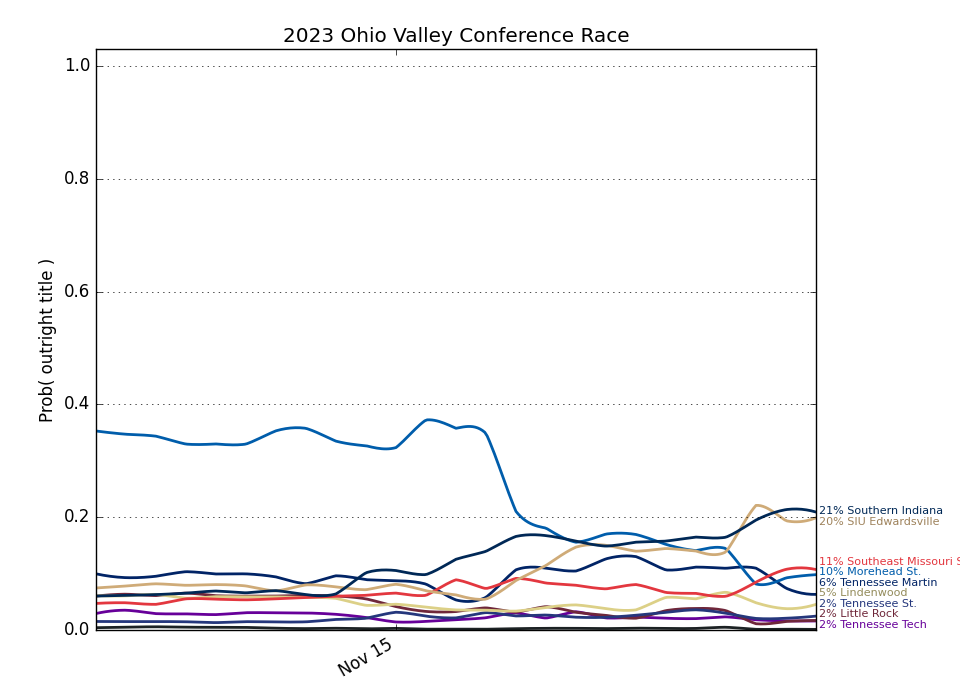 2023 Ohio Valley Conference Race
1.0
0.8
0.6
0.4
0.2
0.0
Prob( outright title )
Nov 15
21% Southern Indiana
20% SIU Edwardsville
11% Southeast Missouri S
10% Morehead St.
6% Tennessee Martin
5% Lindenwood
2% Tennessee St.
2% Little Rock
2% Tennessee Tech